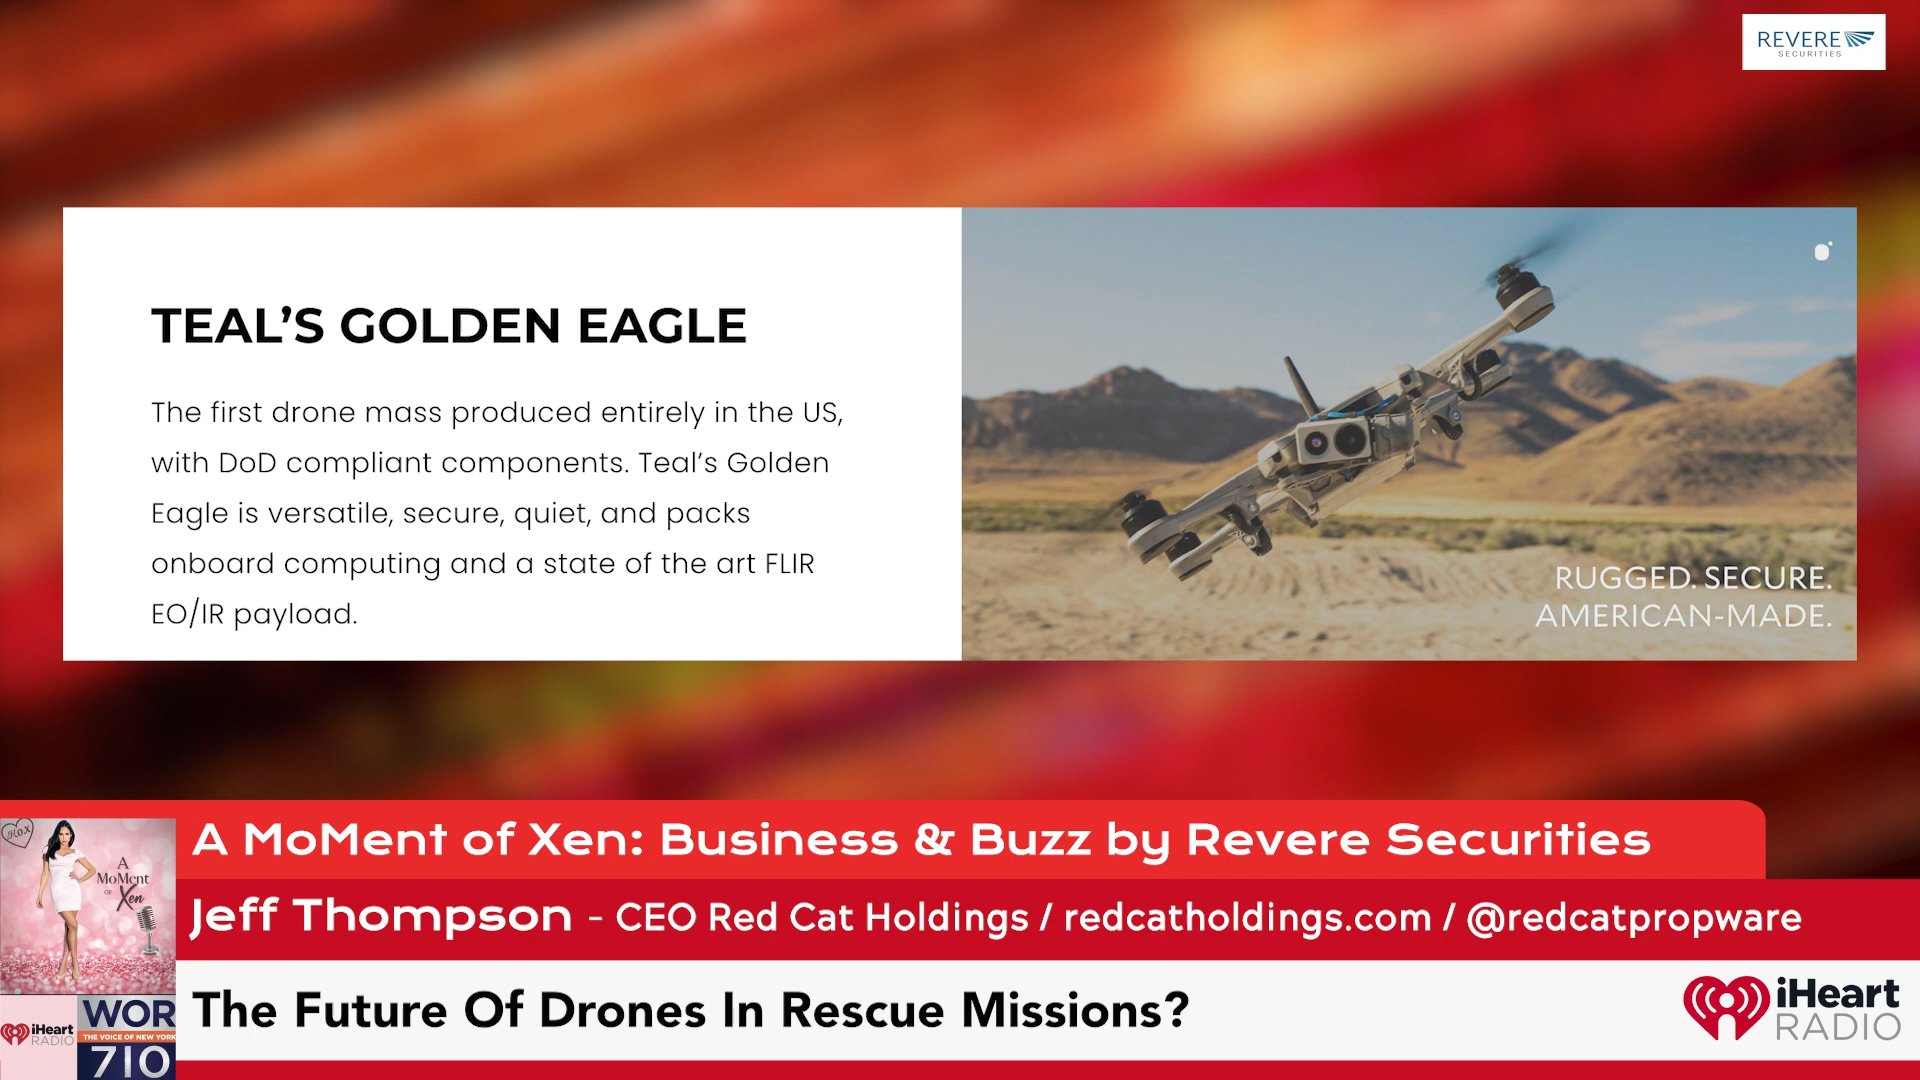 REVERE
SECURITIES
TEAL’S GOLDEN EAGLE
The first drone mass produced entirely in the US,
with DoD compliant components. Teal’s Golden
Eagle is versatile, secure, quiet, and packs
onboard computing and a state of the art FLIR
EO/IR payload.
RUGGED. SECURE.
AMERICAN-MADE.
A MoMent of Xen: Business & Buzz by Revere Securities
Jeff Thompson - CEO Red Cat Holdings / redcatholdings.com / @redcatpropware
The Future Of Drones In Rescue Missions?
A
MoMent
OF
Xen
iHeart
RADIO
WOR
THE VOICE OF NEW YORK
710
iHeart
RADIO